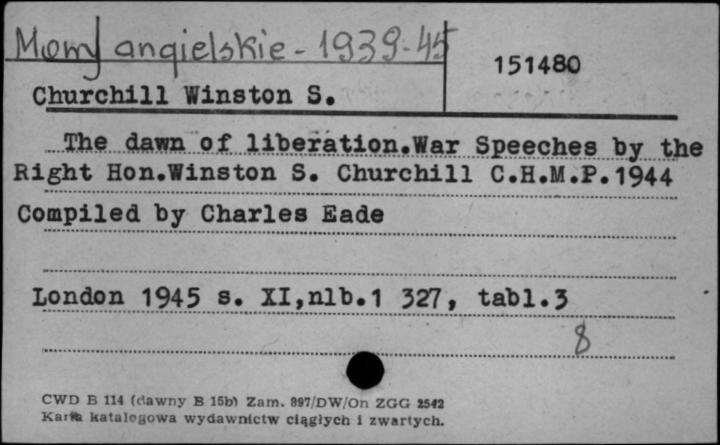 Mowy angielskie - 1939-45
151480
Churchill Winston S.
The dawn of liberation.War Speeches by the
Right Hon.Winston S. Churchill C.H.M.P.1944
Compiled by Charles Eade
London 1945 s. XI,nlb.1 327, tabl.3
8
CWD B 114 (dawny B 15b) Zam. 897/DW/On ZGG 2542
Karta katalogowa wydawnictw ciągłych i zwartych.